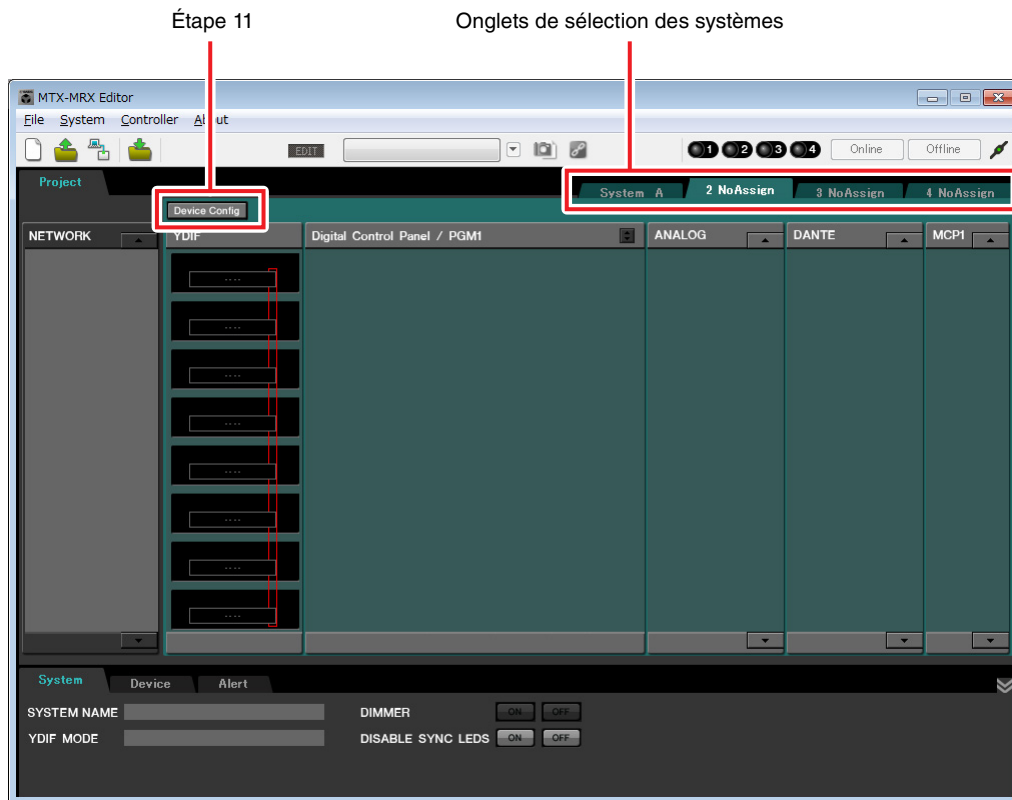 Étape 11
Onglets de sélection des systèmes
MTX-MRX Editor
File System Controller About
EDIT
1 2 3 4 Online Offline
Project
System A 2 NoAssign 3 NoAssign 4 NoAssign
Device Config
NETWORK YDIF Digital Control Panel / PGM1 ANALOG DANTE MCP1
----
----
----
----
----
----
----
----
System Device Alert
SYSTEM NAME DIMMER ON OFF
YDIF MODE DISABLE SYNC LEDS ON OFF